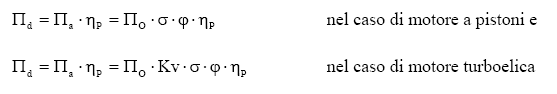 Π_d = Π_a · η_P = Π_O · σ · φ · η_P nel caso di motore a pistoni e
Π_d = Π_a · η_P = Π_O · Kv · σ · φ · η_P nel caso di motore turboelica